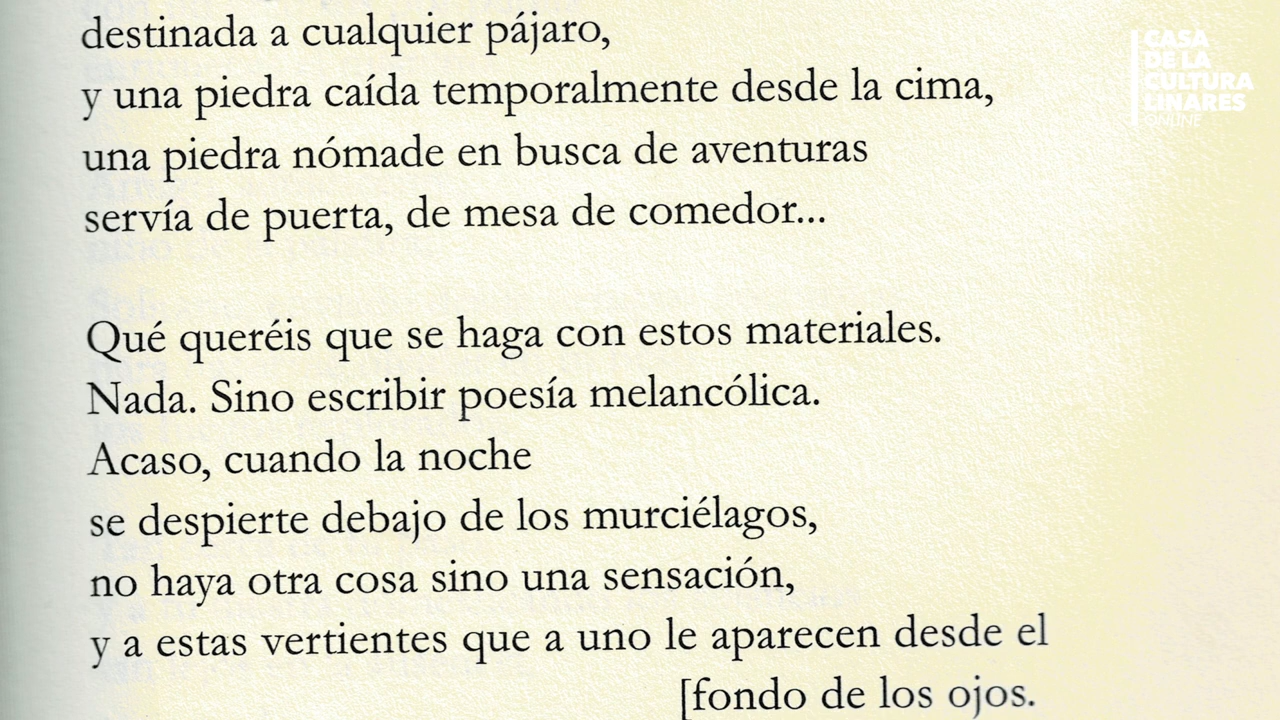 destinada a cualquier pájaro,
y una piedra caída temporalmente desde la cima,
una piedra nómade en busca de aventuras
servía de puerta, de mesa de comedor...
Qué queréis que se haga con estos materiales.
Nada. Sino escribir poesía melancólica.
Acaso, cuando la noche
se despierte debajo de los murciélagos,
no haya otra cosa sino una sensación,
y a estas vertientes que a uno le aparecen desde el
[fondo de los ojos.
CASA
DE LA
CULTURA
LINARES
ONLINE